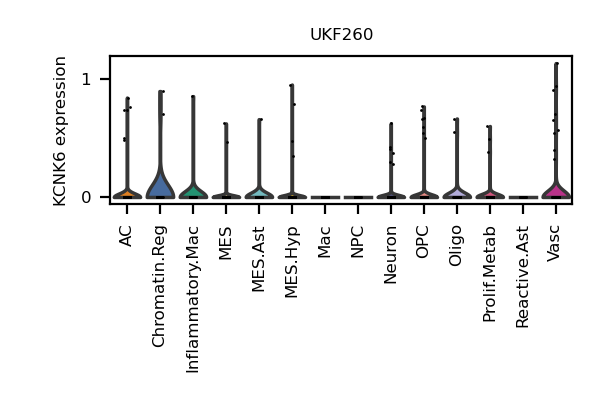 UKF260
KCNK6 expression
1
0
AC
Chromatin.Reg
Inflammatory.Mac
MES
MES.Ast
MES.Hyp
Mac
NPC
Neuron
OPC
Oligo
Prolif.Metab
Reactive.Ast
Vasc